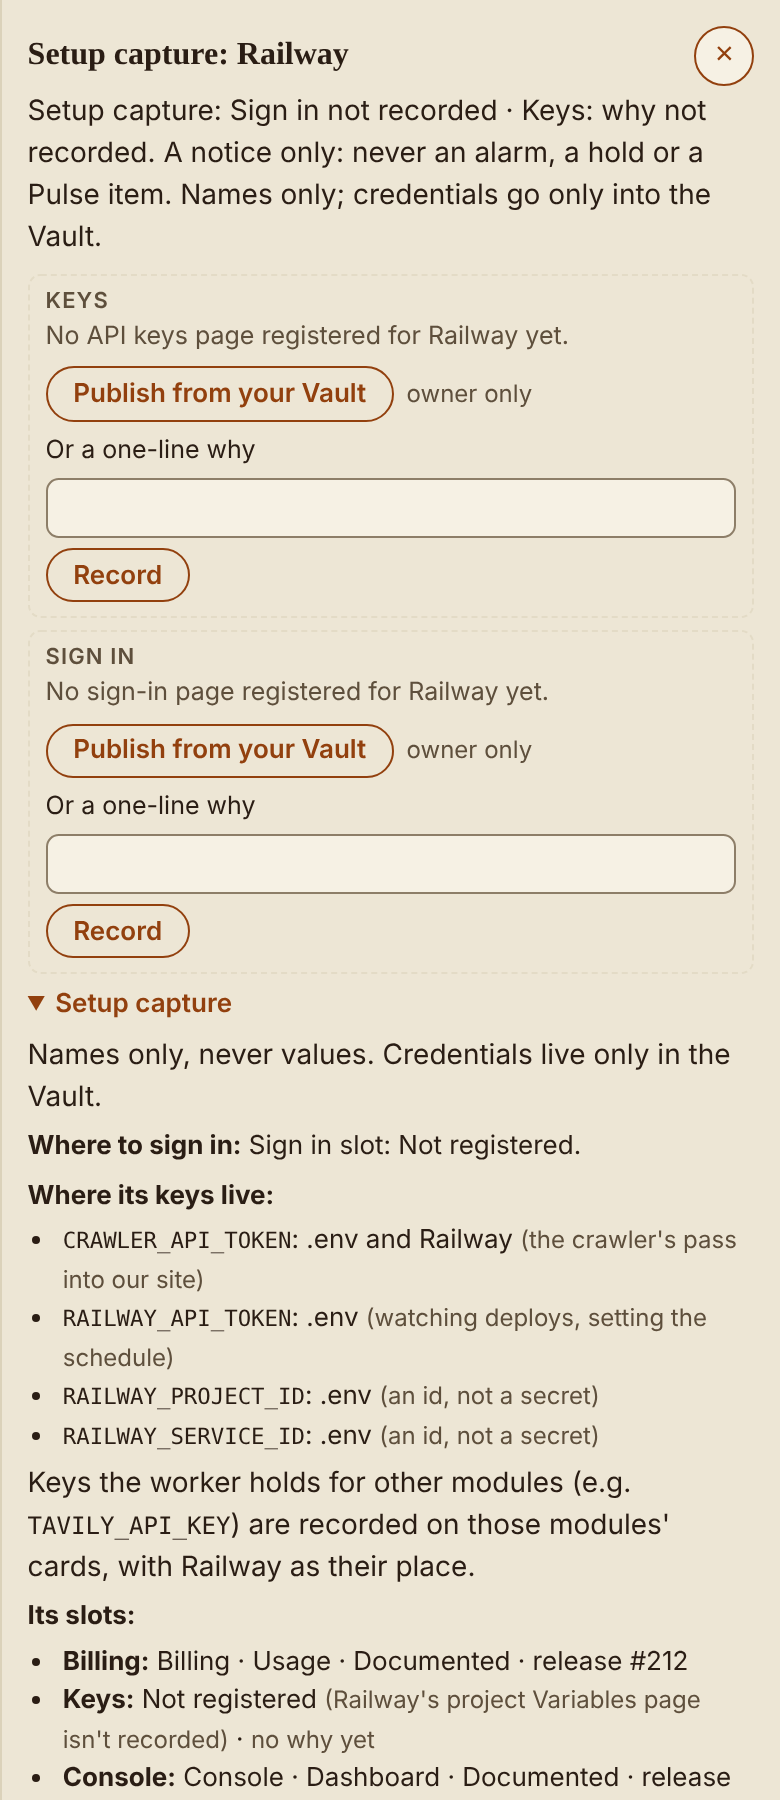 Setup capture: Railway
×
Setup capture: Sign in not recorded · Keys: why not
recorded. A notice only: never an alarm, a hold or a
Pulse item. Names only; credentials go only into the
Vault.
KEYS
No API keys page registered for Railway yet.
Publish from your Vault owner only
Or a one-line why
Record
SIGN IN
No sign-in page registered for Railway yet.
Publish from your Vault owner only
Or a one-line why
Record
▼ Setup capture
Names only, never values. Credentials live only in the
Vault.
Where to sign in: Sign in slot: Not registered.
Where its keys live:
• CRAWLER_API_TOKEN: .env and Railway (the crawler's pass
into our site)
• RAILWAY_API_TOKEN: .env (watching deploys, setting the
schedule)
• RAILWAY_PROJECT_ID: .env (an id, not a secret)
• RAILWAY_SERVICE_ID: .env (an id, not a secret)
Keys the worker holds for other modules (e.g.
TAVILY_API_KEY) are recorded on those modules'
cards, with Railway as their place.
Its slots:
• Billing: Billing · Usage · Documented · release #212
• Keys: Not registered (Railway's project Variables page
isn't recorded) · no why yet
• Console: Console · Dashboard · Documented · release